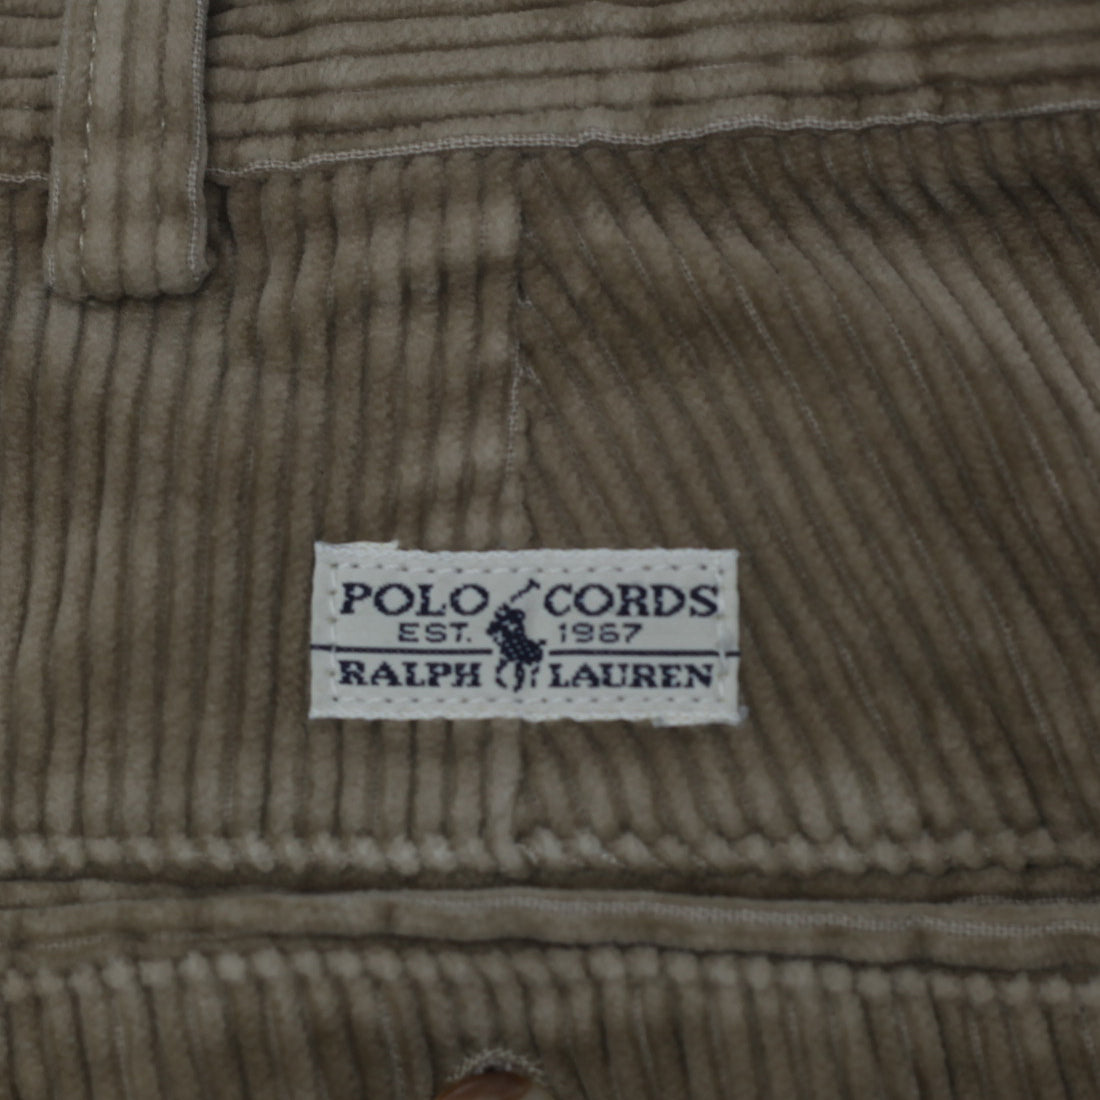 POLO CORDS
EST. 1967
RALPH LAUREN